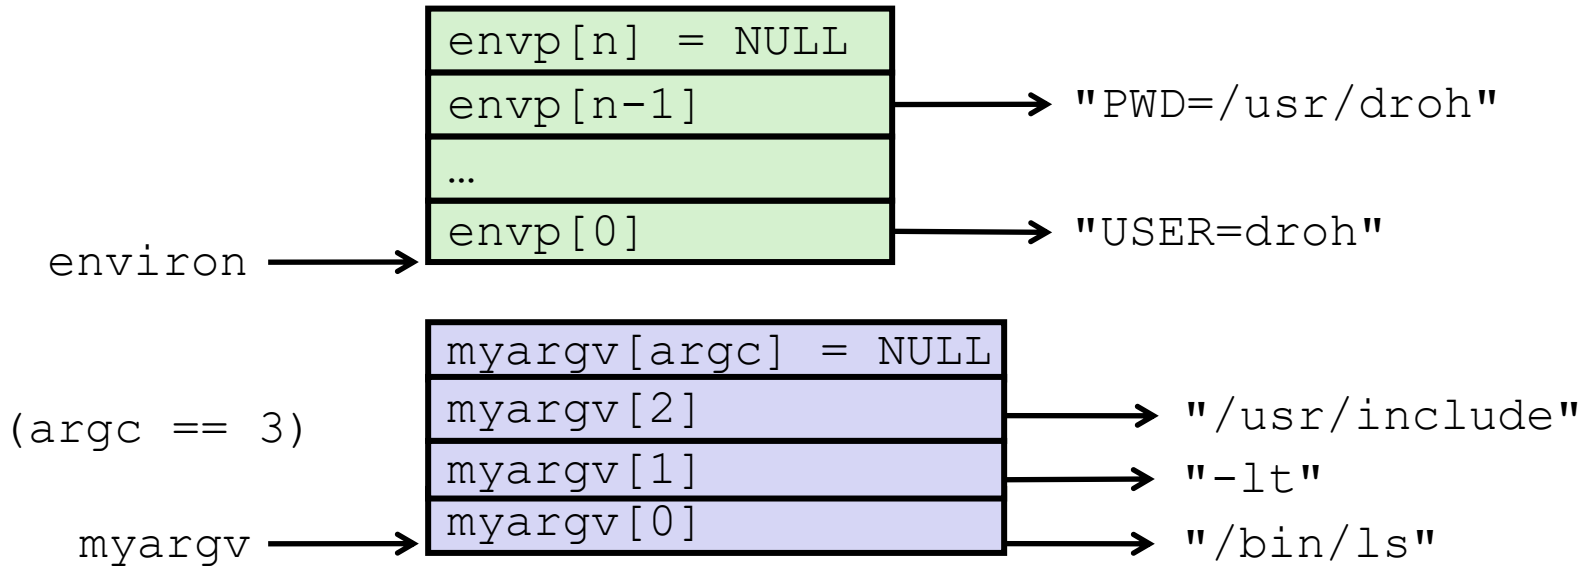 envp[n] = NULL
envp[n-1]
"PWD=/usr/droh"
…
envp[0]
"USER=droh"
environ
myargv[argc] = NULL
myargv[2]
"/usr/include"
(argc == 3)
myargv[1]
"-lt"
myargv[0]
"/bin/ls"
myargv